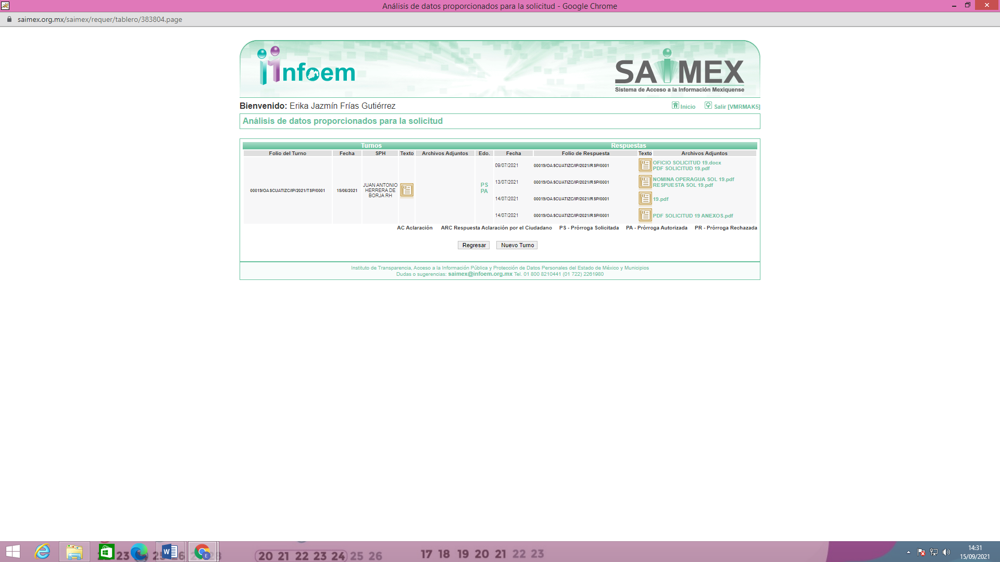 Análisis de datos proporcionados para la solicitud - Google Chrome
saimex.org.mx/saimex/requer/tablero/383804.page
infoem
SAIMEX
Sistema de Acceso a la Información Mexiquense
Bienvenido: Erika Jazmín Frías Gutiérrez
Inicio Salir [VMRMAK5]
Análisis de datos proporcionados para la solicitud
Turnos Respuestas
Folio del Turno Fecha SPH Texto Archivos Adjuntos Edo. Fecha Folio de Respuesta Texto Archivos Adjuntos
00019/OASCUATIZC/IP/2021/TSP/0001 15/06/2021 JUAN ANTONIO HERRERA DE BORJA RH PS PA
09/07/2021 00019/OASCUATIZC/IP/2021/RSP/0001 OFICIO SOLICITUD 19.docx
PDF SOLICITUD 19.pdf
13/07/2021 00019/OASCUATIZC/IP/2021/RSP/0001 NOMINA OPERAGUA SOL 19.pdf
RESPUESTA SOL 19.pdf
14/07/2021 00019/OASCUATIZC/IP/2021/RSP/0001 19.pdf
14/07/2021 00019/OASCUATIZC/IP/2021/RSP/0001 PDF SOLICITUD 19 ANEXOS.pdf
AC Aclaración ARC Respuesta Aclaración por el Ciudadano PS - Prórroga Solicitada PA - Prórroga Autorizada PR - Prórroga Rechazada
Regresar Nuevo Turno
Instituto de Transparencia, Acceso a la Información Pública y Protección de Datos Personales del Estado de México y Municipios
Dudas o sugerencias: saimex@infoem.org.mx Tel. 01 800 8210441 (01 722) 2261980
23
20 21 22 23 24 25 26
17 18 19 20 21 22 23
14:31
15/09/2021